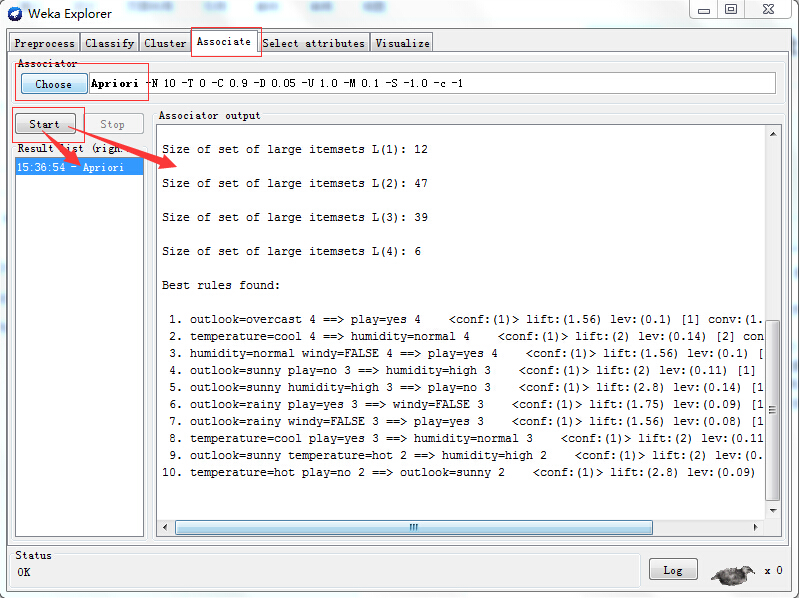 Weka Explorer
Preprocess Classify Cluster Associate Select attributes Visualize
Associator
Choose Apriori -N 10 -T 0 -C 0.9 -D 0.05 -U 1.0 -M 0.1 -S -1.0 -c -1
Start Stop
Result list (righ
15:36:54 - Apriori
Associator output
Size of set of large itemsets L(1): 12
Size of set of large itemsets L(2): 47
Size of set of large itemsets L(3): 39
Size of set of large itemsets L(4): 6
Best rules found:
1. outlook=overcast 4 ==> play=yes 4 <conf:(1)> lift:(1.56) lev:(0.1) [1] conv:(1.
2. temperature=cool 4 ==> humidity=normal 4 <conf:(1)> lift:(2) lev:(0.14) [2] con
3. humidity=normal windy=FALSE 4 ==> play=yes 4 <conf:(1)> lift:(1.56) lev:(0.1) [
4. outlook=sunny play=no 3 ==> humidity=high 3 <conf:(1)> lift:(2) lev:(0.11) [1]
5. outlook=sunny humidity=high 3 ==> play=no 3 <conf:(1)> lift:(2.8) lev:(0.14) [1
6. outlook=rainy play=yes 3 ==> windy=FALSE 3 <conf:(1)> lift:(1.75) lev:(0.09) [1
7. outlook=rainy windy=FALSE 3 ==> play=yes 3 <conf:(1)> lift:(1.56) lev:(0.08) [1
8. temperature=cool play=yes 3 ==> humidity=normal 3 <conf:(1)> lift:(2) lev:(0.11
9. outlook=sunny temperature=hot 2 ==> humidity=high 2 <conf:(1)> lift:(2) lev:(0.
10. temperature=hot play=no 2 ==> outlook=sunny 2 <conf:(1)> lift:(2.8) lev:(0.09)
Status
OK
Log
x 0